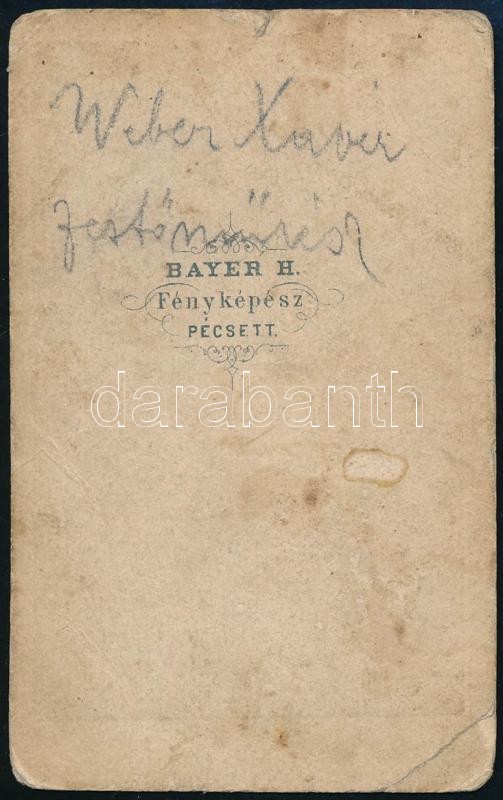 Weber Xavér
festőművész
BAYER H.
Fényképész
PÉCSETT.
darabanth